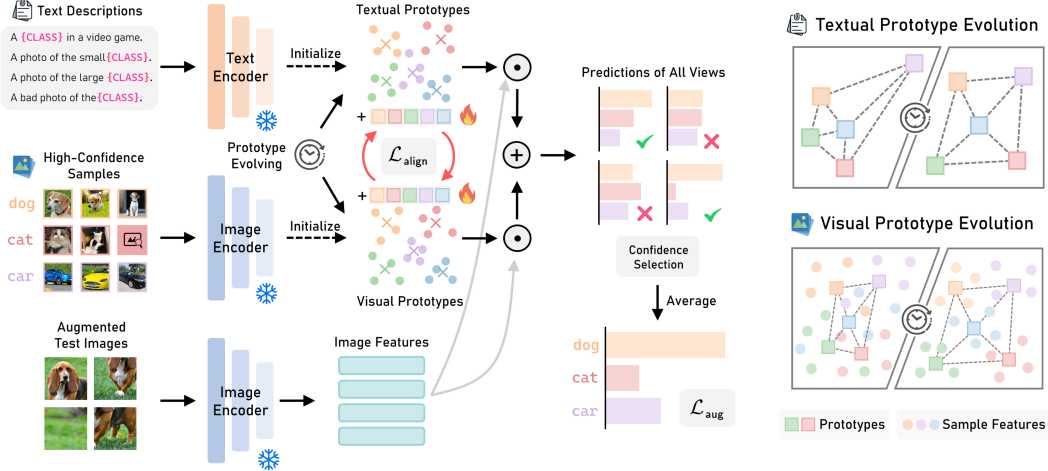 Text Descriptions
A {CLASS} in a video game.
A photo of the small{CLASS}.
A photo of the large {CLASS}.
A bad photo of the{CLASS}.
Text
Encoder
Initialize
Textual Prototypes
Prototype
Evolving
+
ℒalign
+
High-Confidence
Samples
dog
cat
car
Image
Encoder
Initialize
Visual Prototypes
Augmented
Test Images
Image
Encoder
Image Features
Predictions of All Views
Confidence
Selection
Average
dog
cat
car
ℒaug
Textual Prototype Evolution
Visual Prototype Evolution
Prototypes
Sample Features